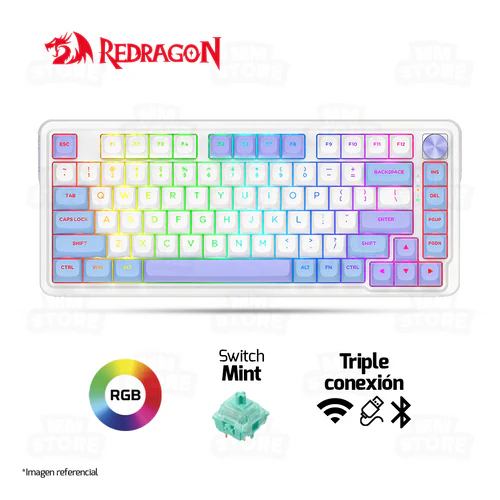 REDRAGON
ESC F1 F2 F3 F4 F5 F6 F7 F8 F9 F10 F11 F12
BACKSPACE INS
TAB Q W E R T Y U I O P DEL
CAPS LOCK A S D F G H J K L ENTER PGUP
SHIFT Z X C V B N M SHIFT PGDN
CTRL WIN ALT ALT FN CTRL
RGB
Switch
Mint
Triple
conexión
*Imagen referencial